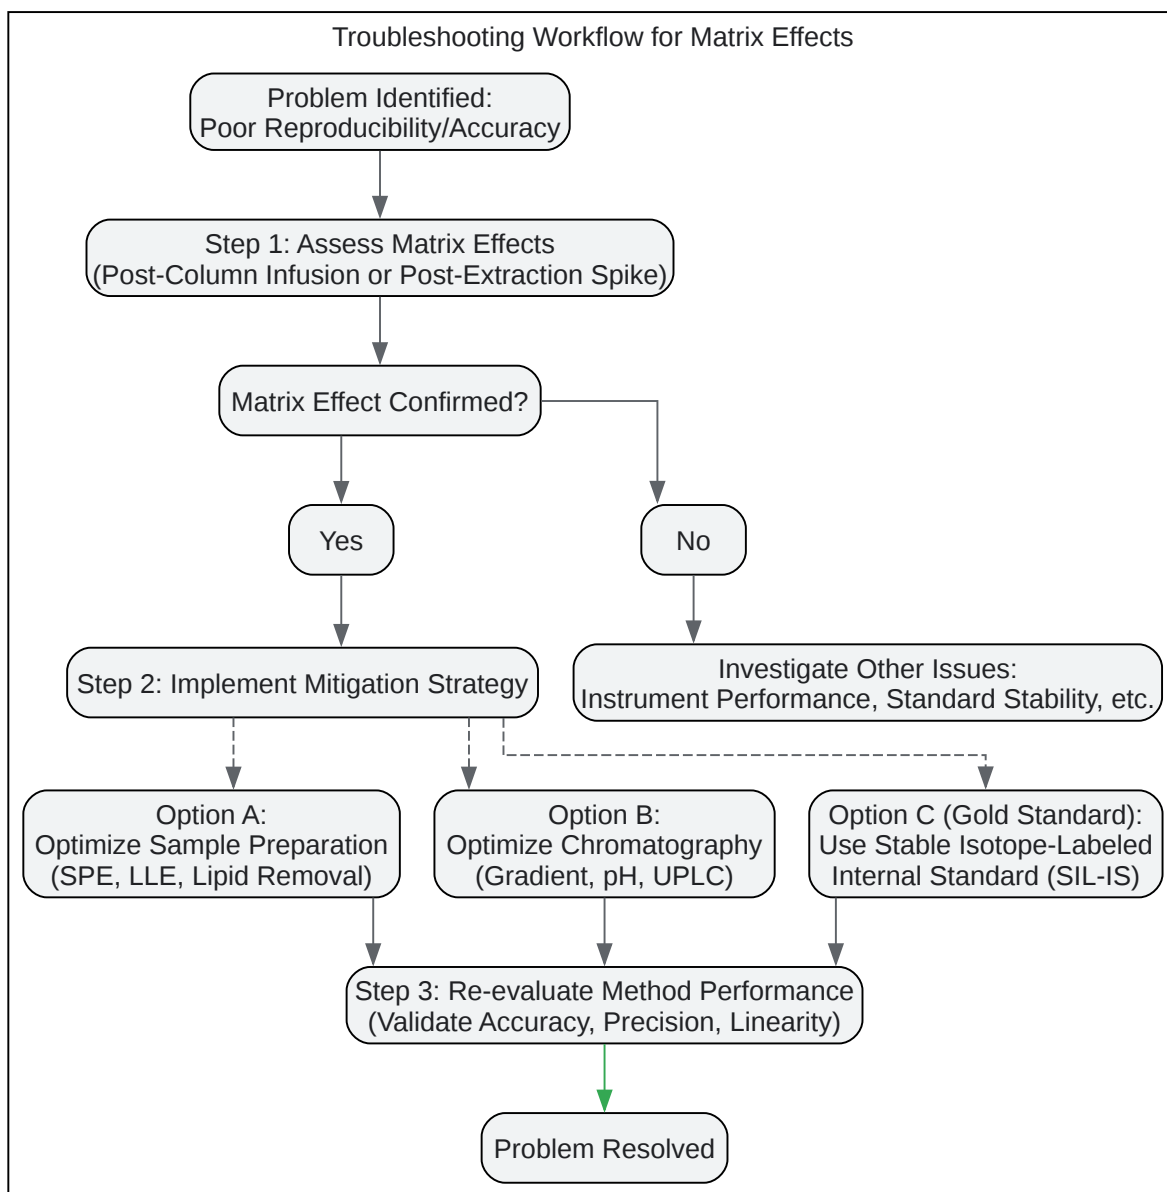 Troubleshooting Workflow for Matrix Effects
Problem Identified:
Poor Reproducibility/Accuracy
Step 1: Assess Matrix Effects
(Post-Column Infusion or Post-Extraction Spike)
Matrix Effect Confirmed?
Yes
No
Step 2: Implement Mitigation Strategy
Investigate Other Issues:
Instrument Performance, Standard Stability, etc.
Option A:
Optimize Sample Preparation
(SPE, LLE, Lipid Removal)
Option B:
Optimize Chromatography
(Gradient, pH, UPLC)
Option C (Gold Standard):
Use Stable Isotope-Labeled
Internal Standard (SIL-IS)
Step 3: Re-evaluate Method Performance
(Validate Accuracy, Precision, Linearity)
Problem Resolved